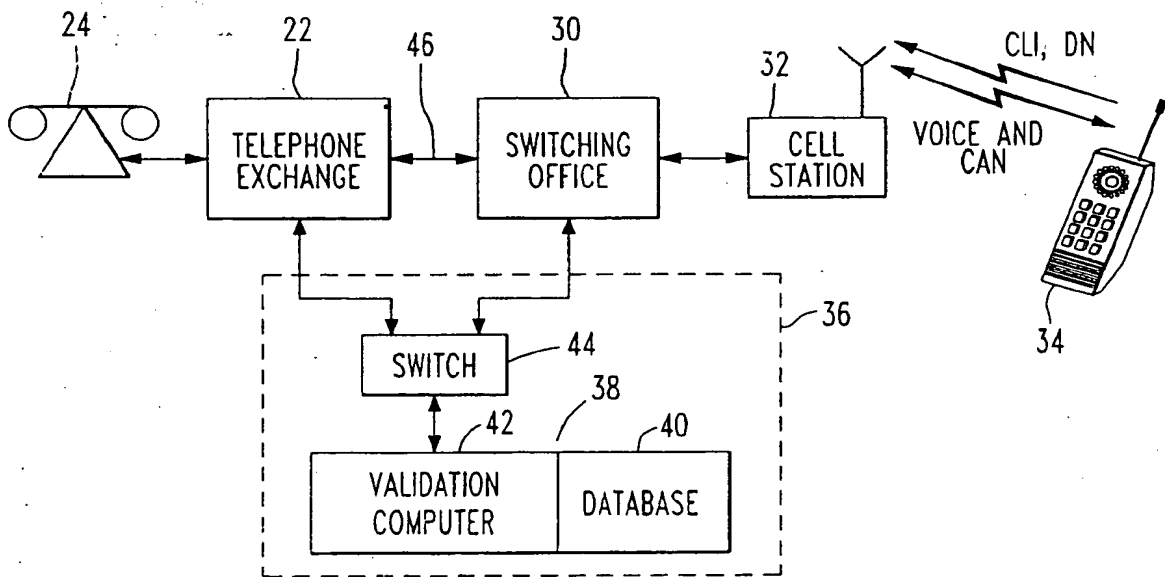 24
22
46
30
32
CLI, DN
TELEPHONE
EXCHANGE
SWITCHING
OFFICE
CELL
STATION
VOICE AND
CAN
34
36
SWITCH
44
38
42
40
VALIDATION
COMPUTER
DATABASE